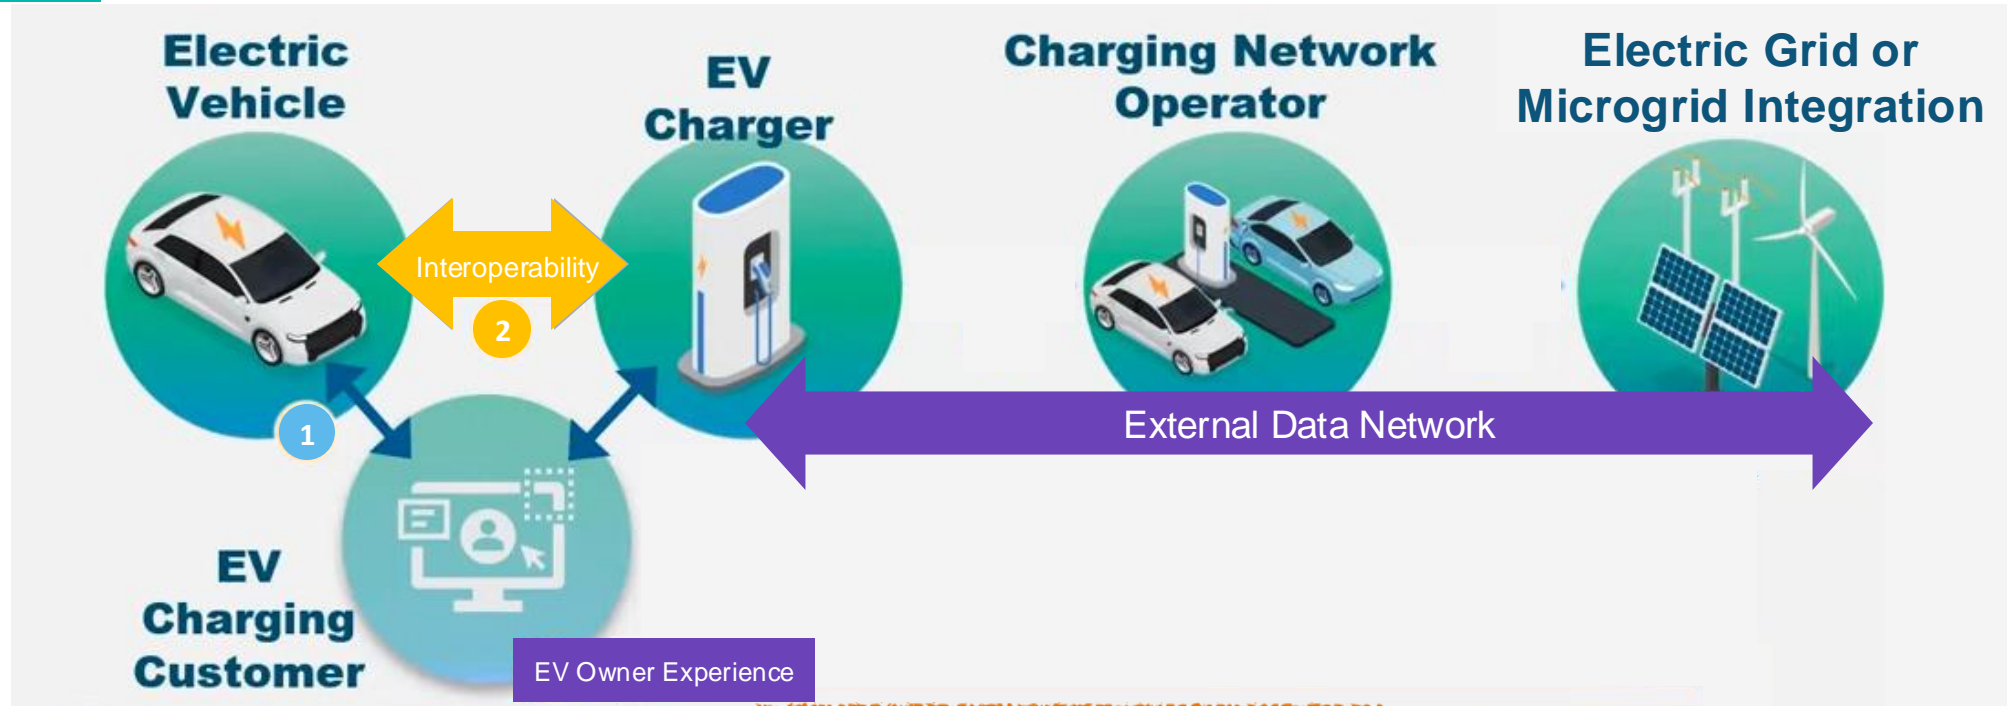 Electric
Vehicle
EV
Charger
Charging Network
Operator
Electric Grid or
Microgrid Integration
Interoperability
2
1
External Data Network
EV
Charging
Customer
EV Owner Experience